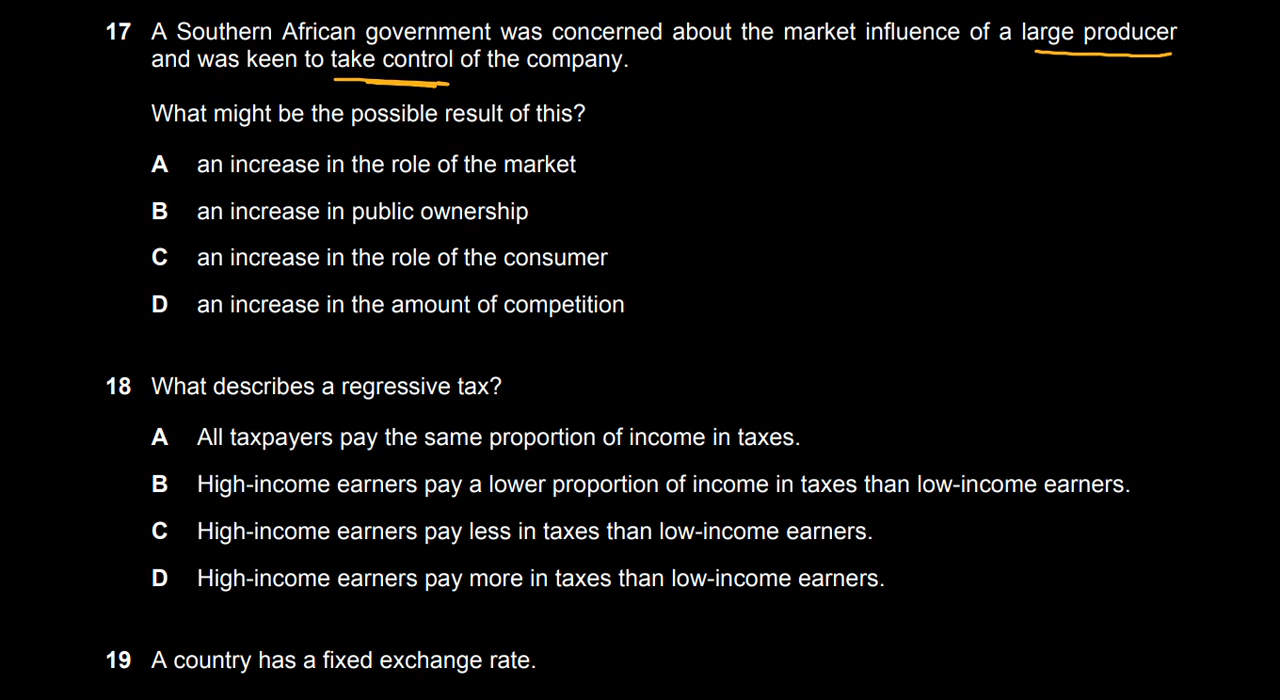 17 A Southern African government was concerned about the market influence of a large producer
and was keen to take control of the company.
What might be the possible result of this?
A an increase in the role of the market
B an increase in public ownership
C an increase in the role of the consumer
D an increase in the amount of competition
18 What describes a regressive tax?
A All taxpayers pay the same proportion of income in taxes.
B High-income earners pay a lower proportion of income in taxes than low-income earners.
C High-income earners pay less in taxes than low-income earners.
D High-income earners pay more in taxes than low-income earners.
19 A country has a fixed exchange rate.